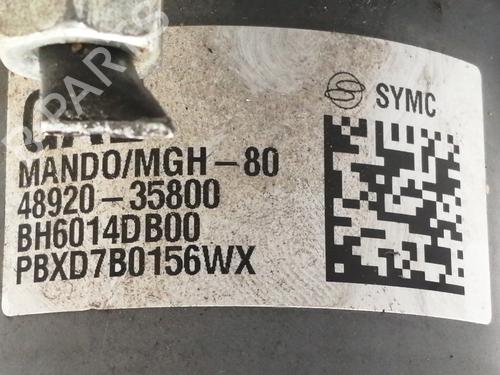 SYMC
MANDO/MGH-80
48920-35800
BH6014DB00
PBXD7B0156WX